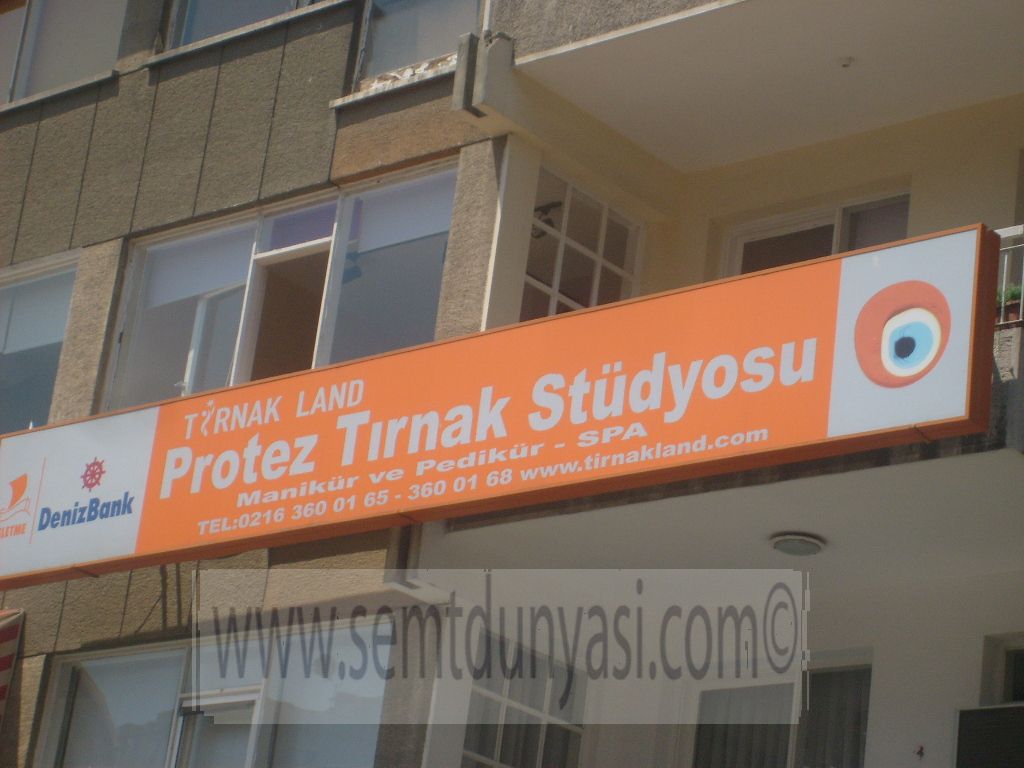 TIRNAK LAND
Protez Tırnak Stüdyosu
Manikür ve Pedikür - SPA
TEL:0216 360 01 65 - 360 01 68 www.tirnakland.com
DenizBank
www.semtdunyasi.com©